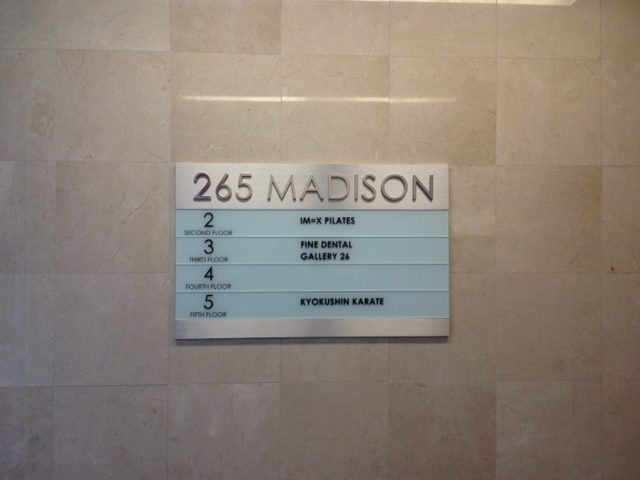 265 MADISON
2 IM=X PILATES
SECOND FLOOR
3 FINE DENTAL
THIRD FLOOR GALLERY 26
4
FOURTH FLOOR
5 KYOKUSHIN KARATE
FIFTH FLOOR